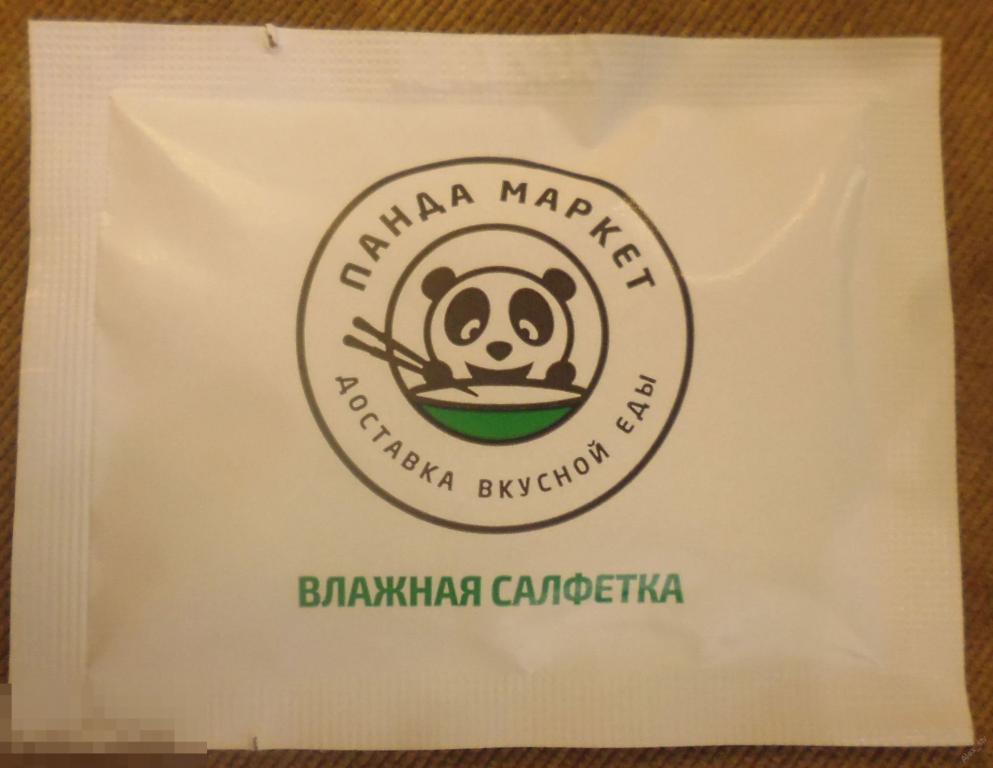 ПАНДА МАРКЕТ
ДОСТАВКА ВКУСНОЙ ЕДЫ
ВЛАЖНАЯ САЛФЕТКА